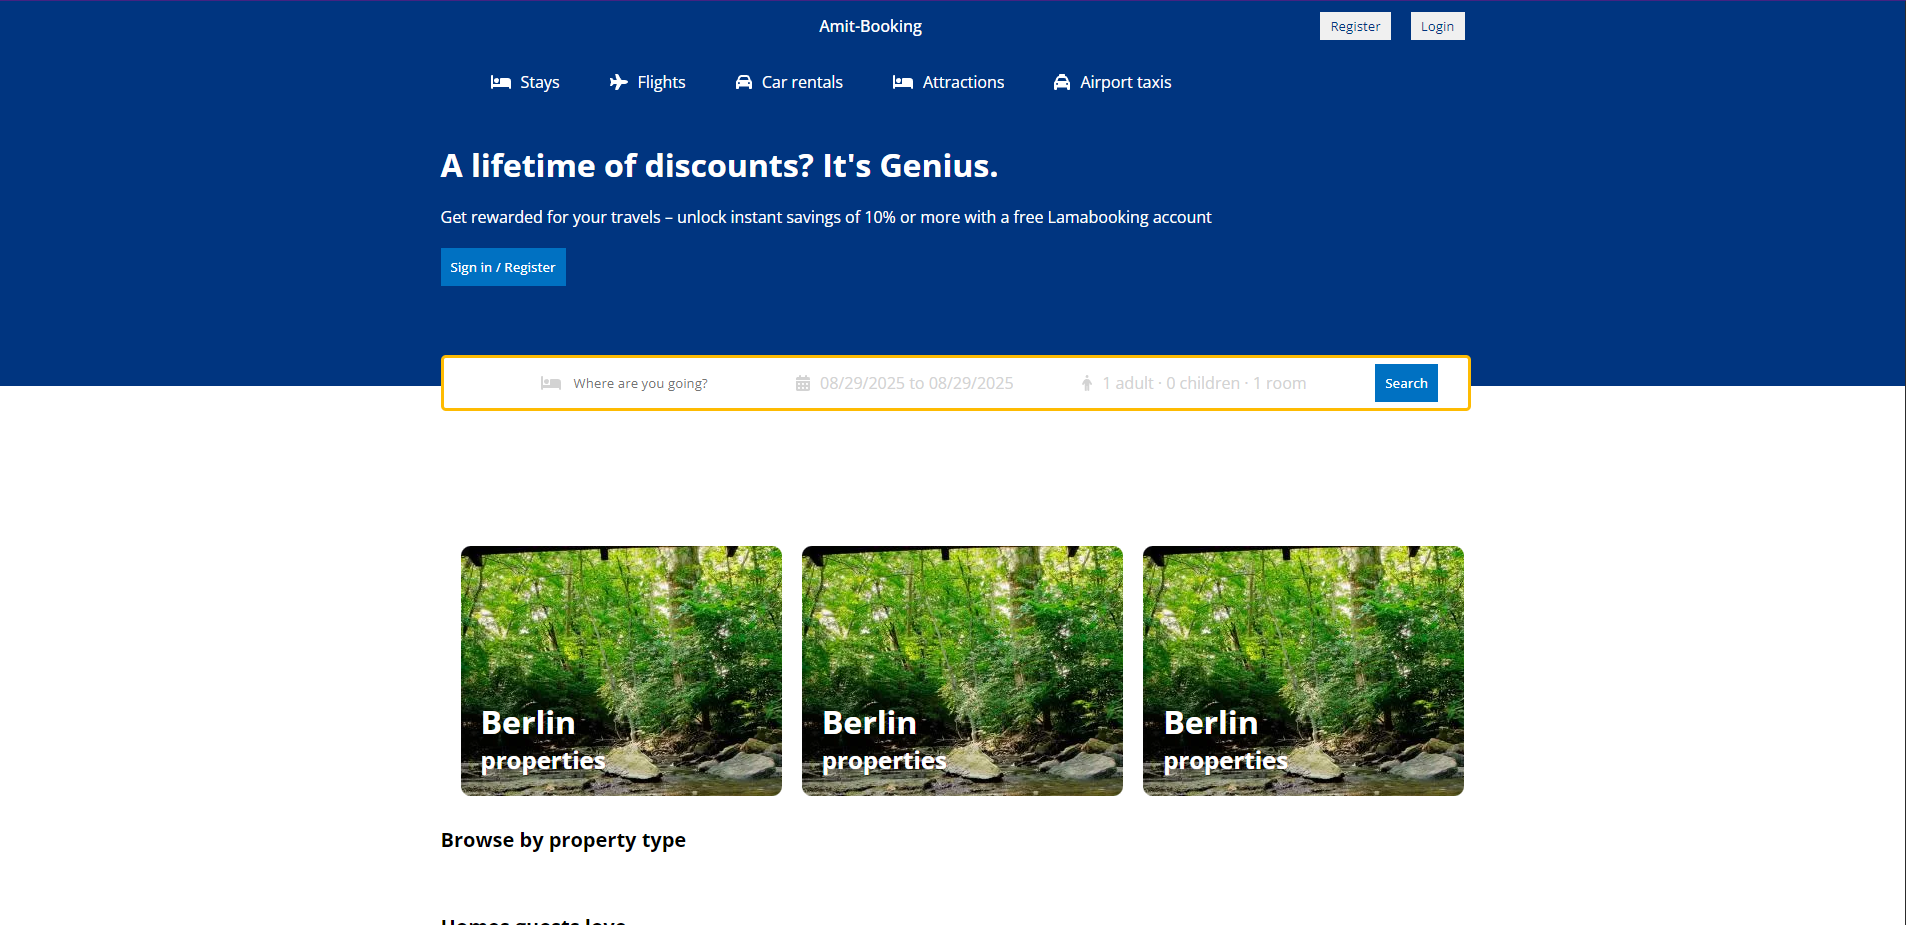 Amit-Booking
Register Login
Stays Flights Car rentals Attractions Airport taxis
A lifetime of discounts? It's Genius.
Get rewarded for your travels – unlock instant savings of 10% or more with a free Lamabooking account
Sign in / Register
Where are you going? 08/29/2025 to 08/29/2025 1 adult · 0 children · 1 room Search
Berlin Berlin Berlin
properties properties properties
Browse by property type
Homes guests love